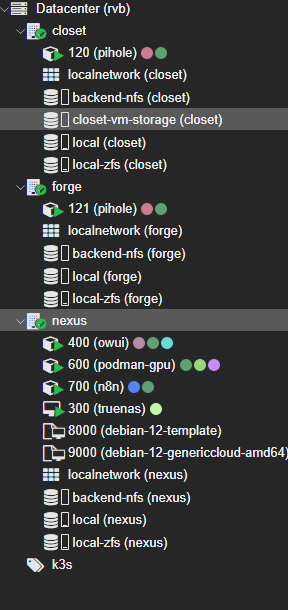 Datacenter (rvb)
closet
120 (pihole)
localnetwork (closet)
backend-nfs (closet)
closet-vm-storage (closet)
local (closet)
local-zfs (closet)
forge
121 (pihole)
localnetwork (forge)
backend-nfs (forge)
local (forge)
local-zfs (forge)
nexus
400 (owui)
600 (podman-gpu)
700 (n8n)
300 (truenas)
8000 (debian-12-template)
9000 (debian-12-genericcloud-amd64)
localnetwork (nexus)
backend-nfs (nexus)
local (nexus)
local-zfs (nexus)
k3s